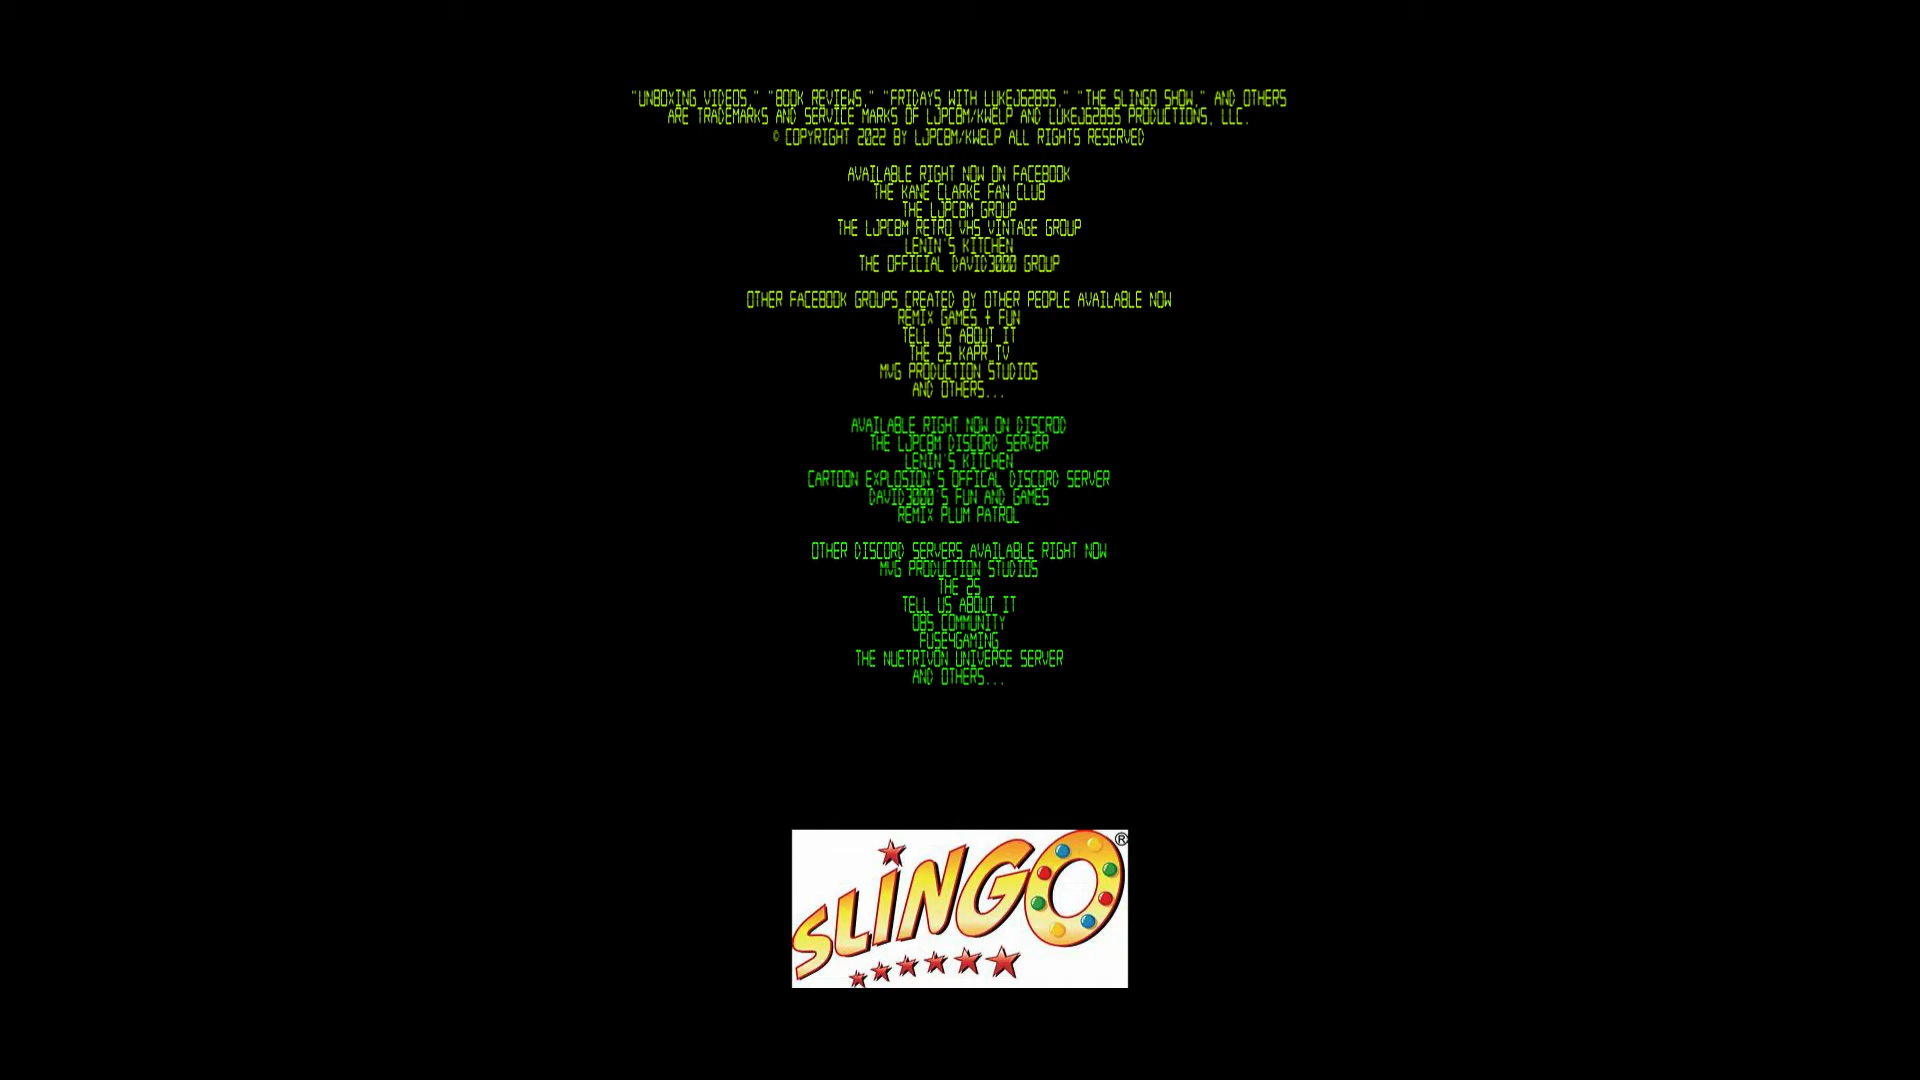 "UNBOXING VIDEOS," "BOOK REVIEWS," "FRIDAYS WITH LUKEJ62895," "THE SLINGO SHOW," AND OTHERS
ARE TRADEMARKS AND SERVICE MARKS OF LJPCBM/KWELP AND LUKEJ62895 PRODUCTIONS, LLC.
© COPYRIGHT 2022 BY LJPCBM/KWELP ALL RIGHTS RESERVED
AVAILABLE RIGHT NOW ON FACEBOOK
THE KANE CLARKE FAN CLUB
THE LJPCBM GROUP
THE LJPCBM RETRO VHS VINTAGE GROUP
LENIN'S KITCHEN
THE OFFICIAL DAVID3000 GROUP
OTHER FACEBOOK GROUPS CREATED BY OTHER PEOPLE AVAILABLE NOW
REMIX GAMES + FUN
TELL US ABOUT IT
THE 25 KAPR TV
MVG PRODUCTION STUDIOS
AND OTHERS...
AVAILABLE RIGHT NOW ON DISCROD
THE LJPCBM DISCORD SERVER
LENIN'S KITCHEN
CARTOON EXPLOSION'S OFFICAL DISCORD SERVER
DAVID3000'S FUN AND GAMES
REMIX PLUM PATROL
OTHER DISCORD SERVERS AVAILABLE RIGHT NOW
MVG PRODUCTION STUDIOS
THE 25
TELL US ABOUT IT
OBS COMMUNITY
FUSE4GAMING
THE NUETRIVON UNIVERSE SERVER
AND OTHERS...
SLINGO ®